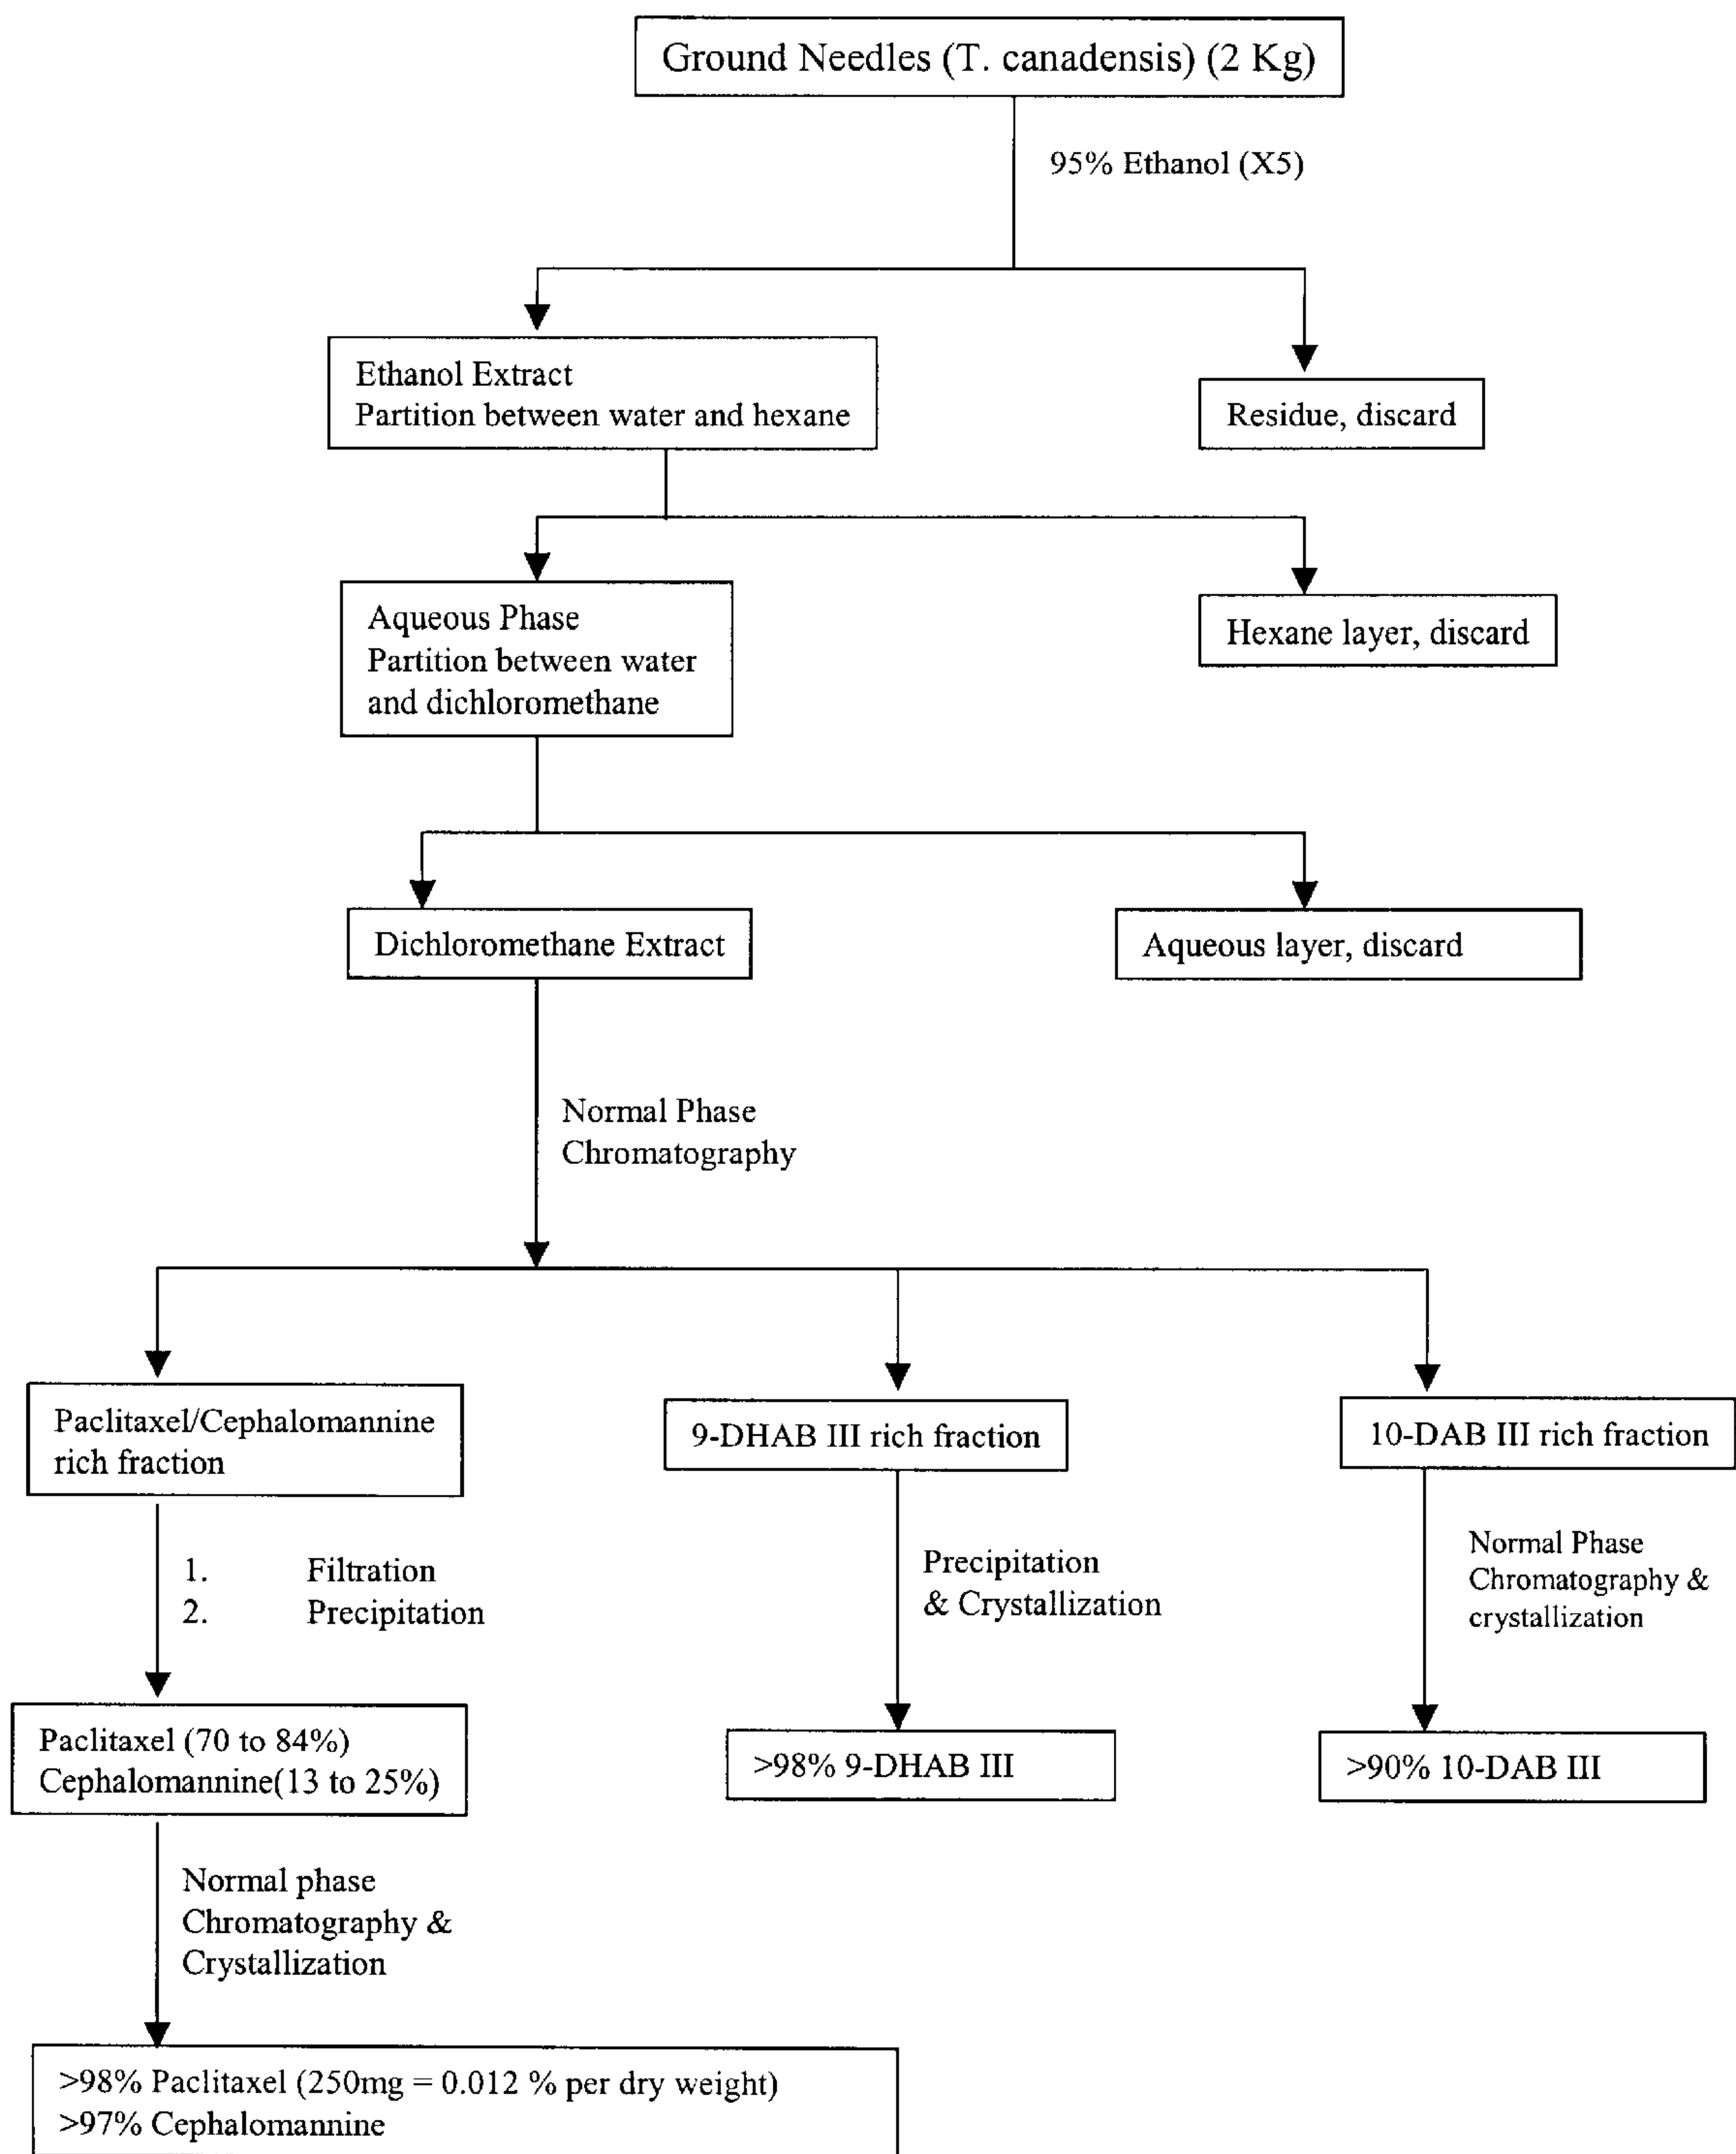 Ground Needles (T. canadensis) (2 Kg)
95% Ethanol (X5)
Ethanol Extract
Partition between water and hexane
Residue, discard
Aqueous Phase
Partition between water
and dichloromethane
Hexane layer, discard
Dichloromethane Extract
Aqueous layer, discard
Normal Phase
Chromatography
Paclitaxel/Cephalomannine
rich fraction
9-DHAB III rich fraction
10-DAB III rich fraction
1. Filtration
2. Precipitation
Precipitation
& Crystallization
Normal Phase
Chromatography &
crystallization
Paclitaxel (70 to 84%)
Cephalomannine(13 to 25%)
>98% 9-DHAB III
>90% 10-DAB III
Normal phase
Chromatography &
Crystallization
>98% Paclitaxel (250mg = 0.012 % per dry weight)
>97% Cephalomannine